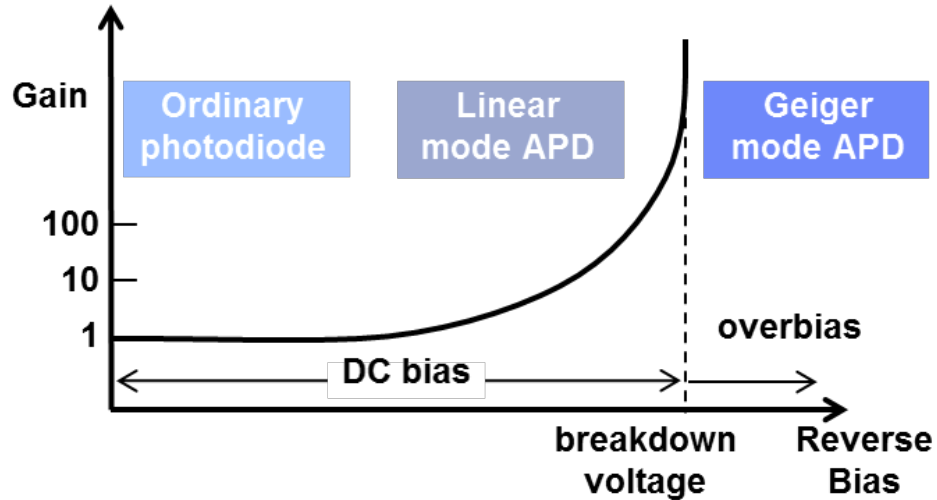 Gain
Ordinary
photodiode
Linear
mode APD
Geiger
mode APD
100
10
1
overbias
DC bias
breakdown
voltage
Reverse
Bias